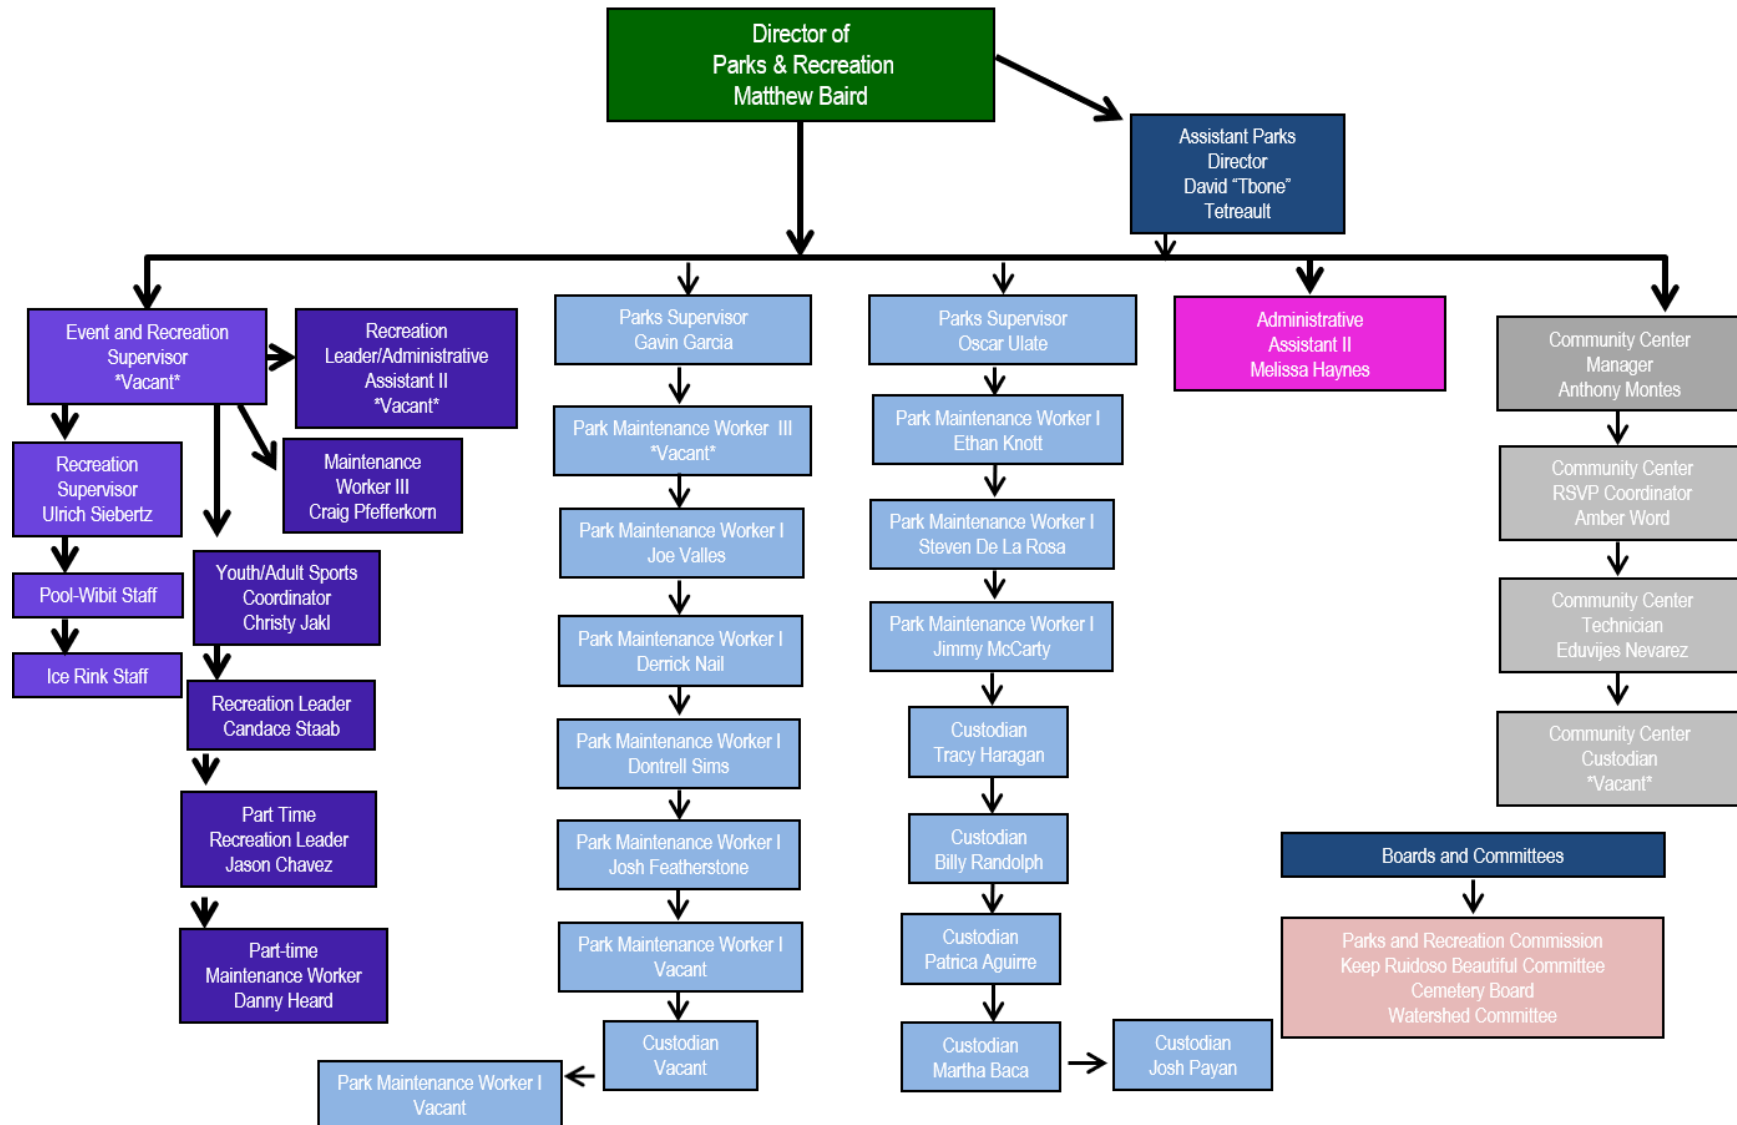 Director of
Parks & Recreation
Matthew Baird
Assistant Parks
Director
David “Tbone”
Tetreault
Event and Recreation
Supervisor
*Vacant*
Recreation
Leader/Administrative
Assistant II
*Vacant*
Maintenance
Worker III
Craig Pfefferkorn
Recreation
Supervisor
Ulrich Siebertz
Pool-Wibit Staff
Ice Rink Staff
Youth/Adult Sports
Coordinator
Christy Jakl
Recreation Leader
Candace Staab
Part Time
Recreation Leader
Jason Chavez
Part-time
Maintenance Worker
Danny Heard
Parks Supervisor
Gavin Garcia
Park Maintenance Worker III
*Vacant*
Park Maintenance Worker I
Joe Valles
Park Maintenance Worker I
Derrick Nail
Park Maintenance Worker I
Dontrell Sims
Park Maintenance Worker I
Josh Featherstone
Park Maintenance Worker I
Vacant
Custodian
Vacant
Park Maintenance Worker I
Vacant
Parks Supervisor
Oscar Ulate
Park Maintenance Worker I
Ethan Knott
Park Maintenance Worker I
Steven De La Rosa
Park Maintenance Worker I
Jimmy McCarty
Custodian
Tracy Haragan
Custodian
Billy Randolph
Custodian
Patrica Aguirre
Custodian
Martha Baca
Custodian
Josh Payan
Administrative
Assistant II
Melissa Haynes
Community Center
Manager
Anthony Montes
Community Center
RSVP Coordinator
Amber Word
Community Center
Technician
Eduvijes Nevarez
Community Center
Custodian
*Vacant*
Boards and Committees
Parks and Recreation Commission
Keep Ruidoso Beautiful Committee
Cemetery Board
Watershed Committee